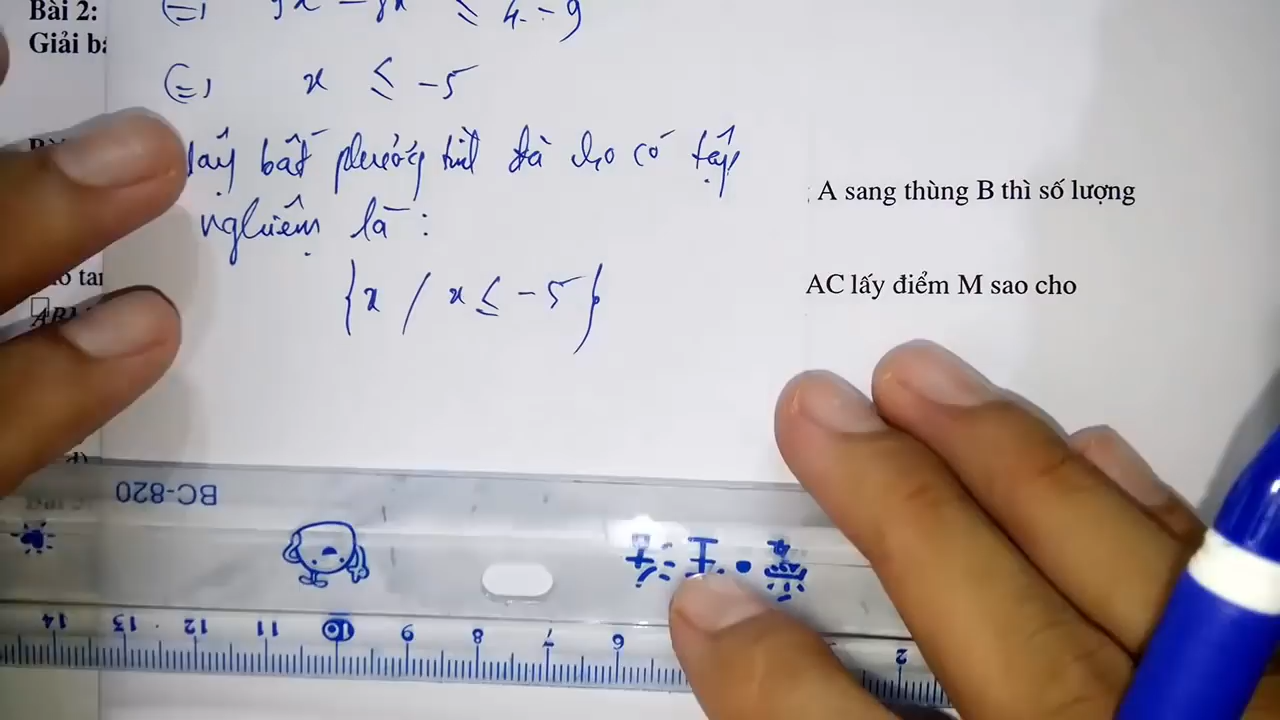 Bài 2:
Giải bá
(=) 9x - 8x ≤ 4 - 9
(=) x ≤ -5
Vậy bất phương trình đã cho có tập
nghiệm là:
{x / x ≤ -5}
A sang thùng B thì số lượng
AC lấy điểm M sao cho
BC-820
14 13 12 11 10 9 8 7 6 2